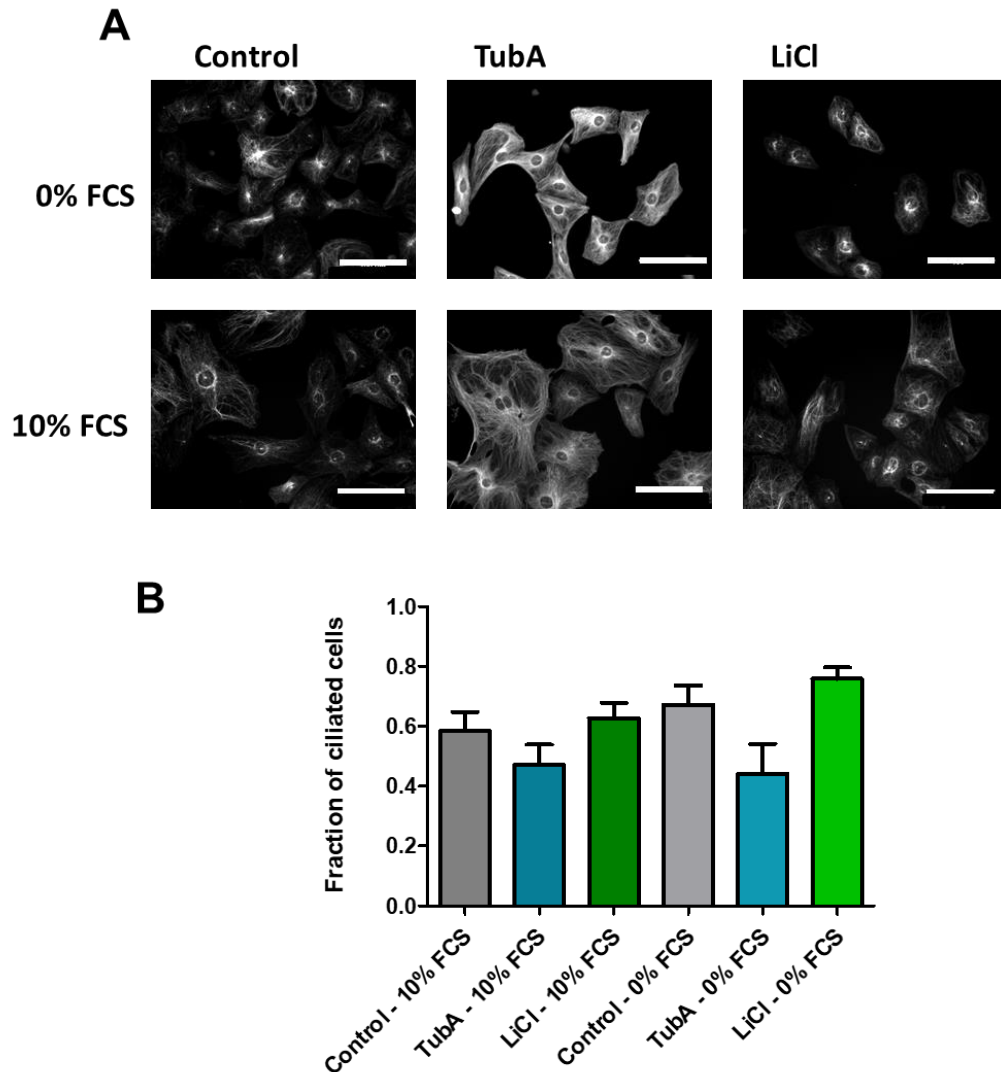 A
Control TubA LiCl
0% FCS
10% FCS
B
Fraction of ciliated cells
1.0
0.8
0.6
0.4
0.2
0.0
Control - 10% FCS
TubA - 10% FCS
LiCl - 10% FCS
Control - 0% FCS
TubA - 0% FCS
LiCl - 0% FCS